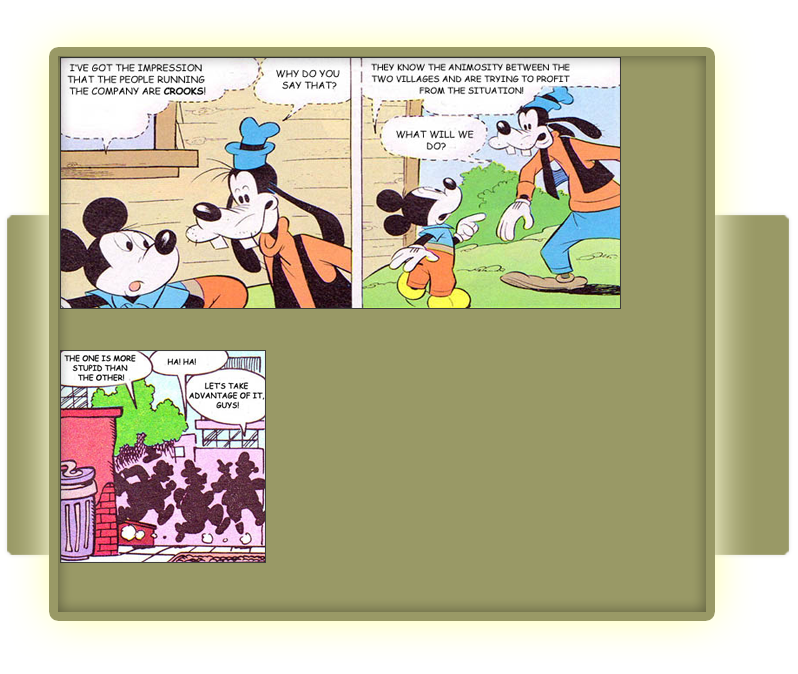 I'VE GOT THE IMPRESSION
THAT THE PEOPLE RUNNING
THE COMPANY ARE CROOKS!
WHY DO YOU
SAY THAT?
THEY KNOW THE ANIMOSITY BETWEEN THE
TWO VILLAGES AND ARE TRYING TO PROFIT
FROM THE SITUATION!
WHAT WILL WE
DO?
THE ONE IS MORE
STUPID THAN
THE OTHER!
HA! HA!
LET'S TAKE
ADVANTAGE OF IT,
GUYS!